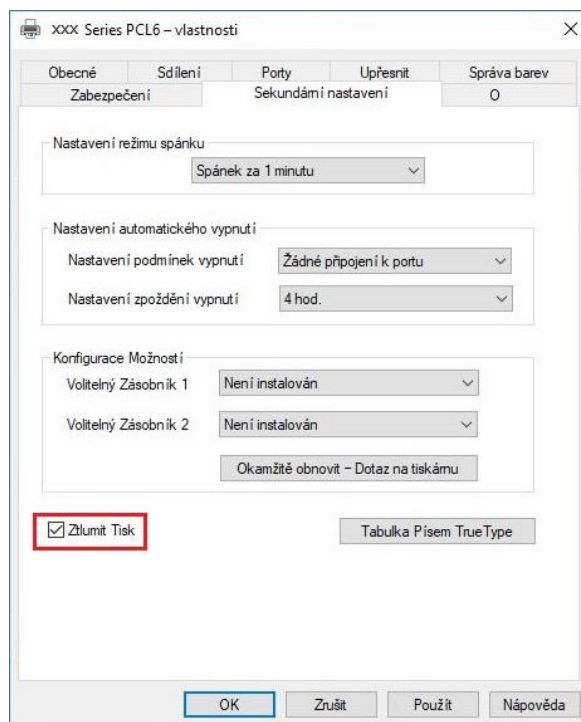 xxx Series PCL6 – vlastnosti
Obecné Sdílení Porty Upřesnit Správa barev
Zabezpečení Sekundární nastavení O
Nastavení režimu spánku
Spánek za 1 minutu
Nastavení automatického vypnutí
Nastavení podmínek vypnutí Žádné připojení k portu
Nastavení zpoždění vypnutí 4 hod.
Konfigurace Možností
Volitelný Zásobník 1 Není instalován
Volitelný Zásobník 2 Není instalován
Okamžitě obnovit – Dotaz na tiskárnu
Ztlumit Tisk Tabulka Písem TrueType
OK Zrušit Použít Nápověda